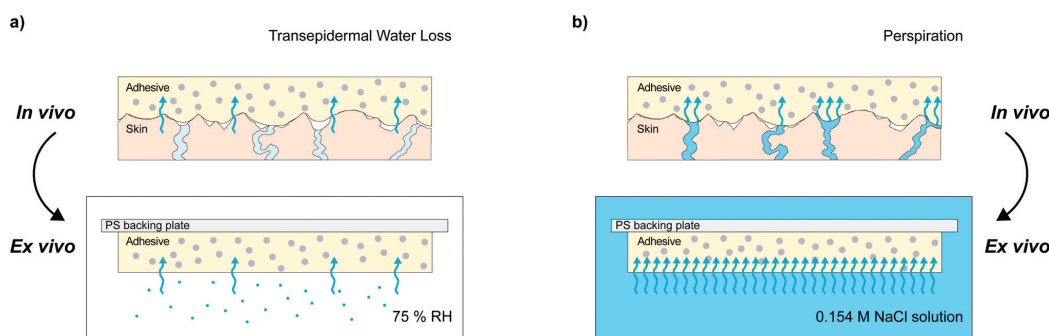 a)
Transepidermal Water Loss
In vivo
Adhesive
Skin
Ex vivo
PS backing plate
Adhesive
75 % RH
b)
Perspiration
In vivo
Adhesive
Skin
Ex vivo
PS backing plate
Adhesive
0.154 M NaCl solution